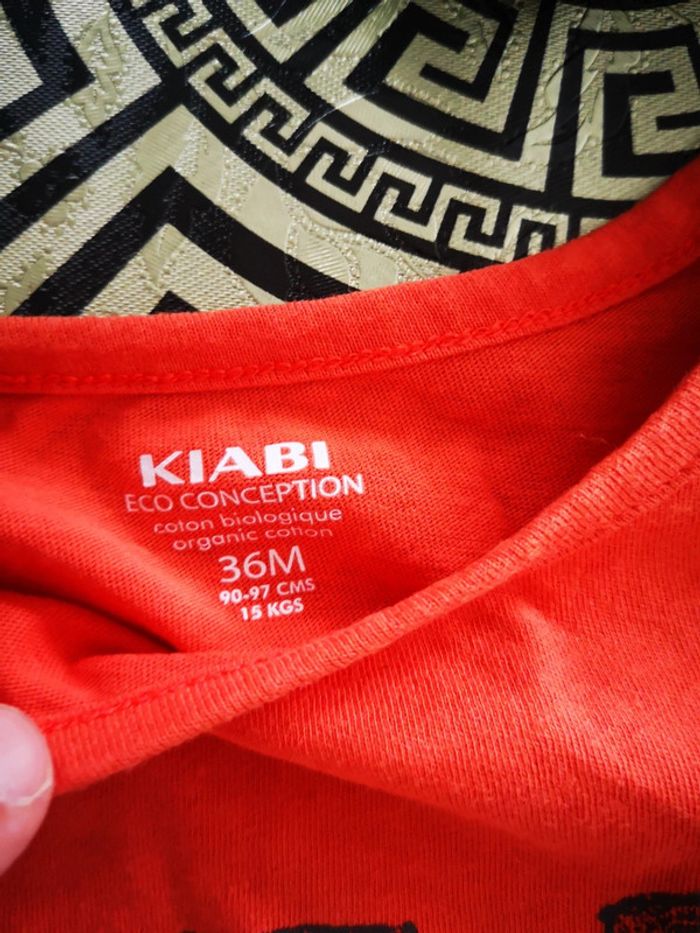 KIABI
ECO CONCEPTION
coton biologique
organic cotton
36M
90-97 CMS
15 KGS